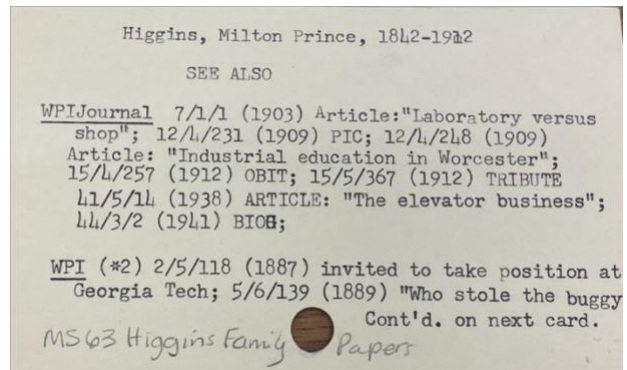 Higgins, Milton Prince, 1842-1912
SEE ALSO
WPIJournal 7/1/1 (1903) Article:"Laboratory versus
shop"; 12/4/231 (1909) PIC; 12/4/248 (1909)
Article: "Industrial education in Worcester";
15/4/257 (1912) OBIT; 15/5/367 (1912) TRIBUTE
41/5/14 (1938) ARTICLE: "The elevator business";
44/3/2 (1941) BIOG;
WPI (*2) 2/5/118 (1887) invited to take position at
Georgia Tech; 5/6/139 (1889) "Who stole the buggy
Cont'd. on next card.
MS63 Higgins Family Papers